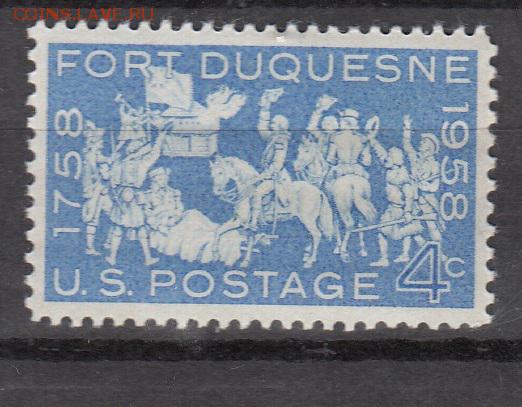 COINS.LAVE.RU
FORT DUQUESNE
1758
1958
U.S. POSTAGE 4c